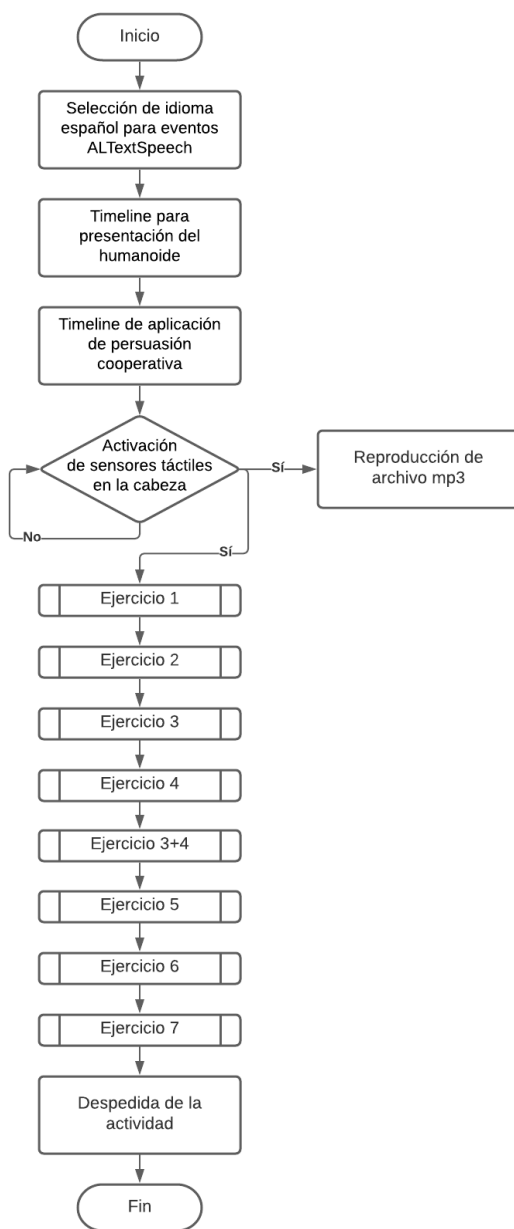 Inicio
Selección de idioma
español para eventos
ALTextSpeech
Timeline para
presentación del
humanoide
Timeline de aplicación
de persuasión
cooperativa
Activación
de sensores táctiles
en la cabeza
Sí
Reproducción de
archivo mp3
No
Sí
Ejercicio 1
Ejercicio 2
Ejercicio 3
Ejercicio 4
Ejercicio 3+4
Ejercicio 5
Ejercicio 6
Ejercicio 7
Despedida de la
actividad
Fin